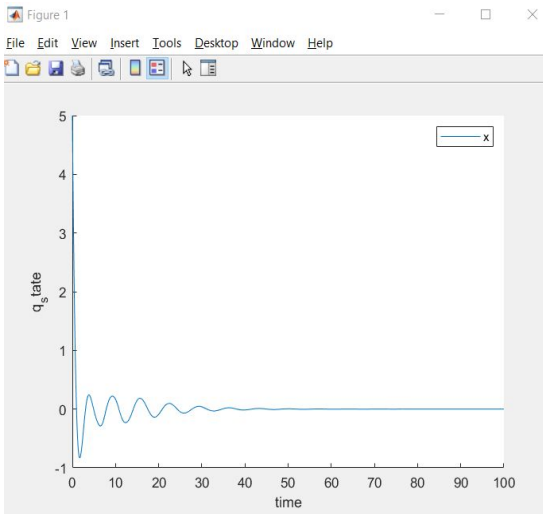 Figure 1
File Edit View Insert Tools Desktop Window Help
x
5
4
3
2
1
0
-1
q_state
0 10 20 30 40 50 60 70 80 90 100
time